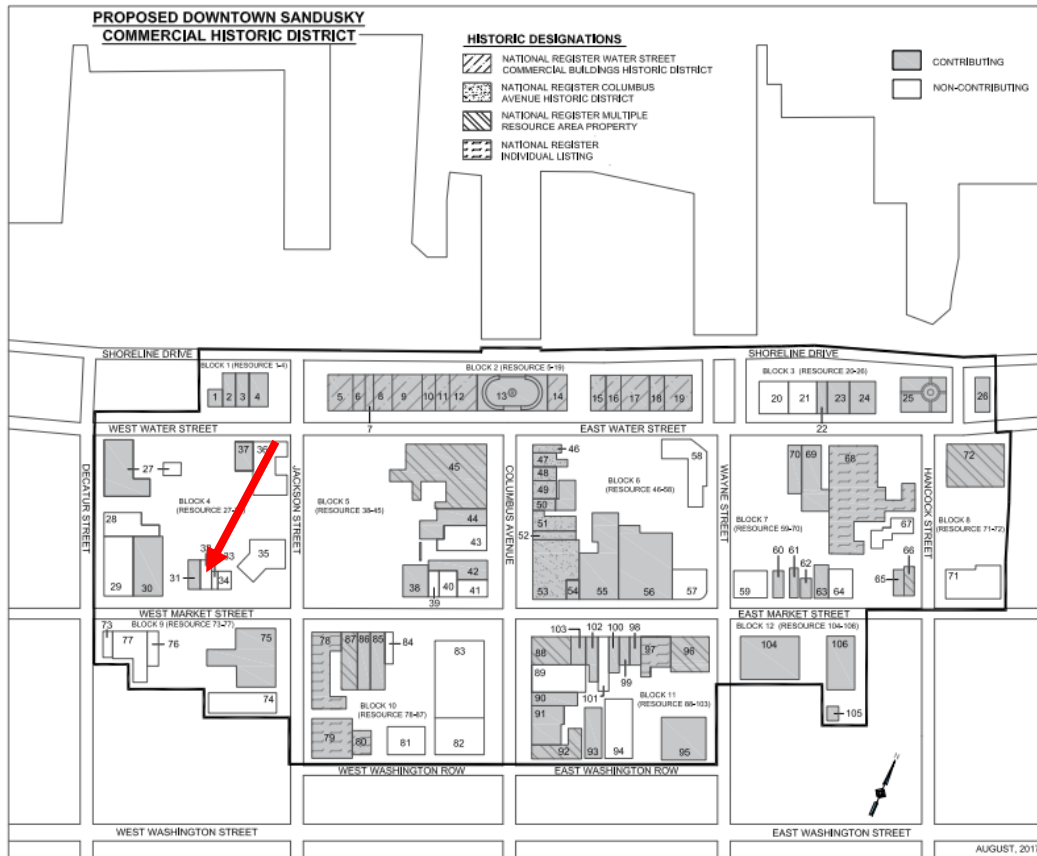 PROPOSED DOWNTOWN SANDUSKY
COMMERCIAL HISTORIC DISTRICT
HISTORIC DESIGNATIONS
NATIONAL REGISTER WATER STREET
COMMERCIAL BUILDINGS HISTORIC DISTRICT
NATIONAL REGISTER COLUMBUS
AVENUE HISTORIC DISTRICT
NATIONAL REGISTER MULTIPLE
RESOURCE AREA PROPERTY
NATIONAL REGISTER
INDIVIDUAL LISTING
CONTRIBUTING
NON-CONTRIBUTING
SHORELINE DRIVE
SHORELINE DRIVE
BLOCK 1 (RESOURCE 1-4)
1 2 3 4
BLOCK 2 (RESOURCE 5-19)
5 6 8 9 10 11 12 13 14 15 16 17 18 19
7
BLOCK 3 (RESOURCE 20-26)
20 21 23 24 25 26
22
WEST WATER STREET
EAST WATER STREET
DECATUR STREET
JACKSON STREET
COLUMBUS AVENUE
WAYNE STREET
HANCOCK STREET
37 36
27
BLOCK 4
28
29 30 31
33
34
35
BLOCK 5
(RESOURCE 38-45)
45
44
43
42
38 40 41
39
46
47
48
49
50
51
52
53 54 55 56 57
58
BLOCK 6
(RESOURCE 46-58)
70 69 68
67
BLOCK 7
(RESOURCE 59-70)
60 61 62
59 63 64
65 66
72
BLOCK 8
(RESOURCE 71-72)
71
WEST MARKET STREET
EAST MARKET STREET
BLOCK 9 (RESOURCE 73-77)
73
77 76
75
74
78 87 86 85 84
83
BLOCK 10
(RESOURCE 78-87)
79 80 81 82
103 102 100 98
88 97 96
89 101 99
90
91
92 93 94 95
BLOCK 11
(RESOURCE 88-103)
BLOCK 12 (RESOURCE 104-106)
104 106
105
WEST WASHINGTON ROW
EAST WASHINGTON ROW
N
WEST WASHINGTON STREET
EAST WASHINGTON STREET
AUGUST, 2017